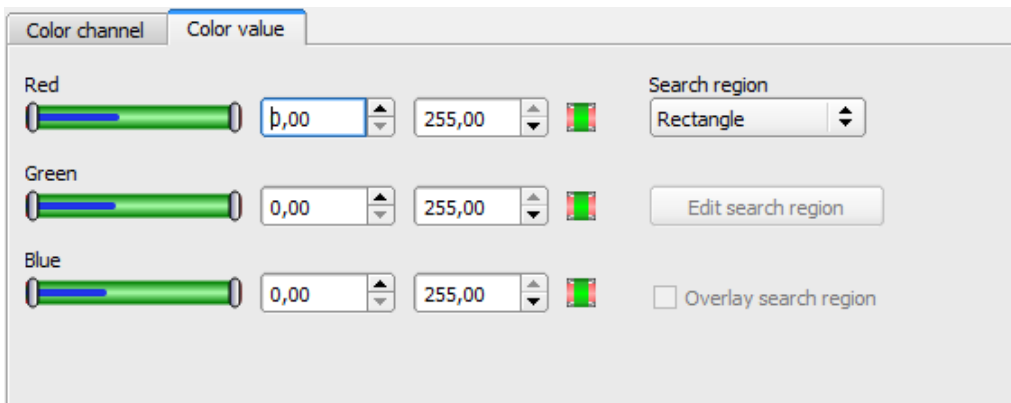 Color channel
Color value
Red
0,00
255,00
Search region
Rectangle
Green
0,00
255,00
Edit search region
Blue
0,00
255,00
Overlay search region